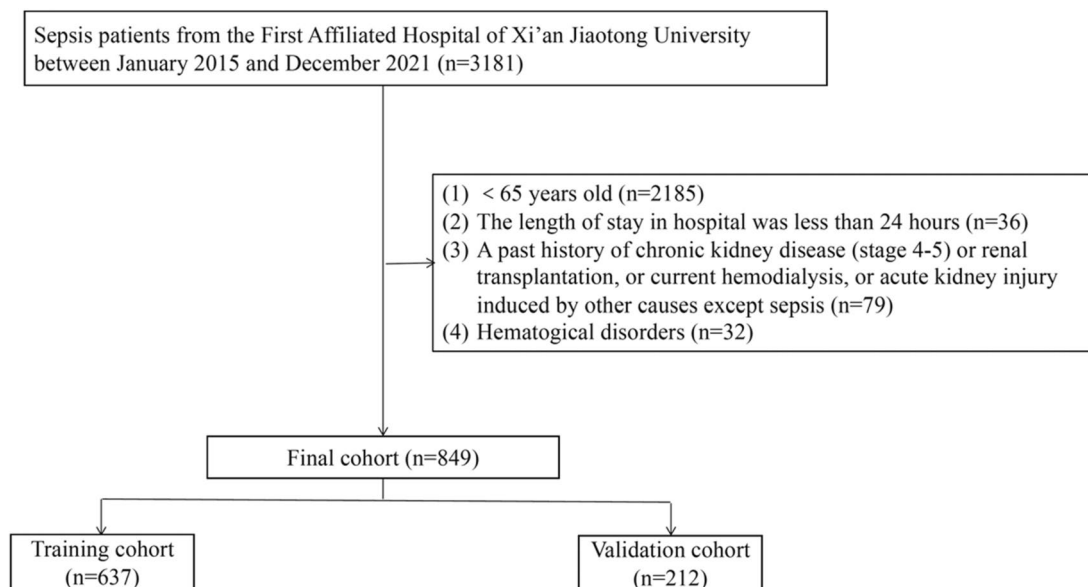 Sepsis patients from the First Affiliated Hospital of Xi’an Jiaotong University
between January 2015 and December 2021 (n=3181)
(1) < 65 years old (n=2185)
(2) The length of stay in hospital was less than 24 hours (n=36)
(3) A past history of chronic kidney disease (stage 4-5) or renal
transplantation, or current hemodialysis, or acute kidney injury
induced by other causes except sepsis (n=79)
(4) Hematogical disorders (n=32)
Final cohort (n=849)
Training cohort
(n=637)
Validation cohort
(n=212)